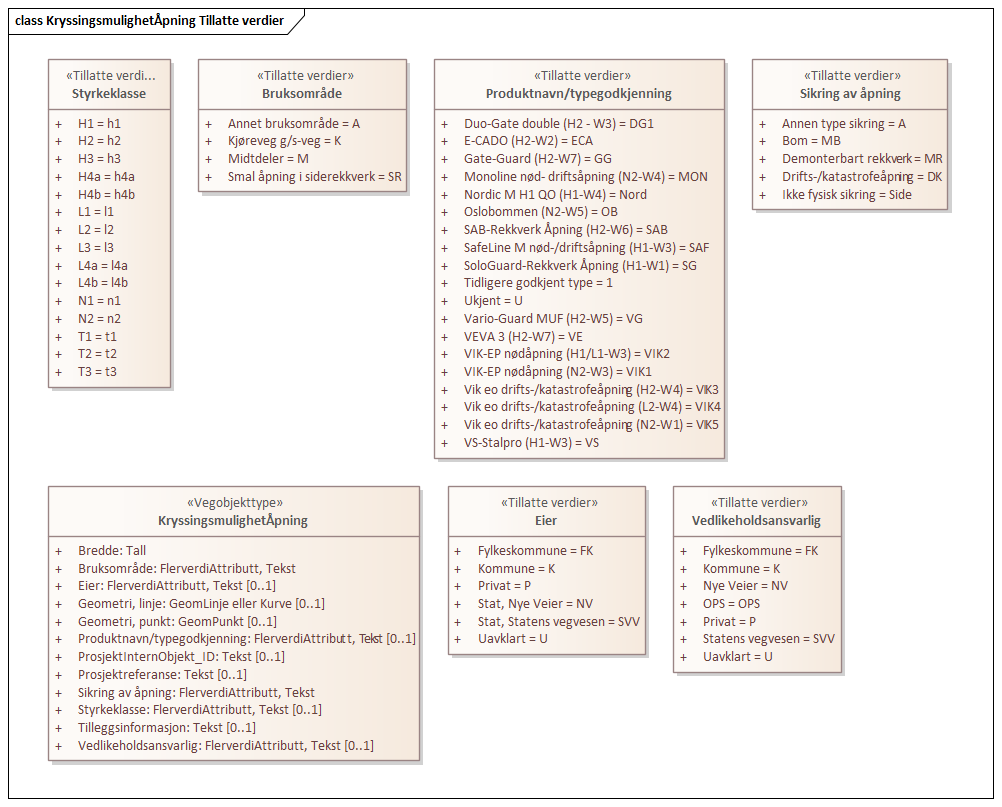 class KryssingsmulighetÅpning Tillatte verdier
«Tillatte verdi...
Styrkeklasse
+ H1 = h1
+ H2 = h2
+ H3 = h3
+ H4a = h4a
+ H4b = h4b
+ L1 = l1
+ L2 = l2
+ L3 = l3
+ L4a = l4a
+ L4b = l4b
+ N1 = n1
+ N2 = n2
+ T1 = t1
+ T2 = t2
+ T3 = t3
«Tillatte verdier»
Bruksområde
+ Annet bruksområde = A
+ Kjøreveg g/s-veg = K
+ Midtdeler = M
+ Smal åpning i siderekkverk = SR
«Tillatte verdier»
Produktnavn/typegodkjenning
+ Duo-Gate double (H2 - W3) = DG1
+ E-CADO (H2-W2) = ECA
+ Gate-Guard (H2-W7) = GG
+ Monoline nød- driftsåpning (N2-W4) = MON
+ Nordic M H1 QO (H1-W4) = Nord
+ Oslobommen (N2-W5) = OB
+ SAB-Rekkverk Åpning (H2-W6) = SAB
+ SafeLine M nød-/driftsåpning (H1-W3) = SAF
+ SoloGuard-Rekkverk Åpning (H1-W1) = SG
+ Tidligere godkjent type = 1
+ Ukjent = U
+ Vario-Guard MUF (H2-W5) = VG
+ VEVA 3 (H2-W7) = VE
+ VIK-EP nødåpning (H1/L1-W3) = VIK2
+ VIK-EP nødåpning (N2-W3) = VIK1
+ Vik eo drifts-/katastrofeåpning (H2-W4) = VIK3
+ Vik eo drifts-/katastrofeåpning (L2-W4) = VIK4
+ Vik eo drifts-/katastrofeåpning (N2-W1) = VIK5
+ VS-Stalpro (H1-W3) = VS
«Tillatte verdier»
Sikring av åpning
+ Annen type sikring = A
+ Bom = MB
+ Demonterbart rekkverk = MR
+ Drifts-/katastrofeåpning = DK
+ Ikke fysisk sikring = Side
«Vegobjekttype»
KryssingsmulighetÅpning
+ Bredde: Tall
+ Bruksområde: FlerverdiAttributt, Tekst
+ Eier: FlerverdiAttributt, Tekst [0..1]
+ Geometri, linje: GeomLinje eller Kurve [0..1]
+ Geometri, punkt: GeomPunkt [0..1]
+ Produktnavn/typegodkjenning: FlerverdiAttributt, Tekst [0..1]
+ ProsjektInternObjekt_ID: Tekst [0..1]
+ Prosjektreferanse: Tekst [0..1]
+ Sikring av åpning: FlerverdiAttributt, Tekst
+ Styrkeklasse: FlerverdiAttributt, Tekst [0..1]
+ Tilleggsinformasjon: Tekst [0..1]
+ Vedlikeholdsansvarlig: FlerverdiAttributt, Tekst [0..1]
«Tillatte verdier»
Eier
+ Fylkeskommune = FK
+ Kommune = K
+ Privat = P
+ Stat, Nye Veier = NV
+ Stat, Statens vegvesen = SVV
+ Uavklart = U
«Tillatte verdier»
Vedlikeholdsansvarlig
+ Fylkeskommune = FK
+ Kommune = K
+ Nye Veier = NV
+ OPS = OPS
+ Privat = P
+ Statens vegvesen = SVV
+ Uavklart = U